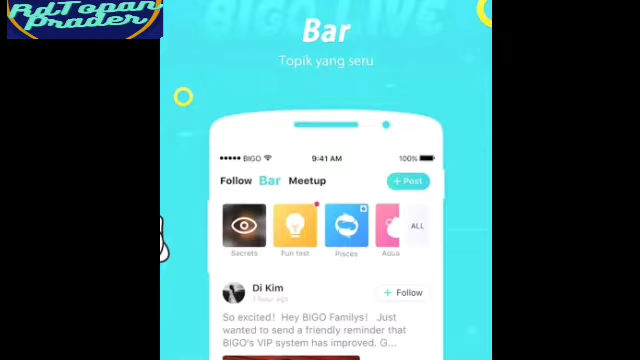 RdTopan
Prader
BIGO LIVE
Bar
Topik yang seru
BIGO 9:41 AM 100%
Follow Bar Meetup + Post
ALL
Secrets Fun test Pisces Aqua
Di Kim
1 hour ago
+ Follow
So excited! Hey BIGO Familys! Just
wanted to send a friendly reminder that
BIGO's VIP system has improved. G...